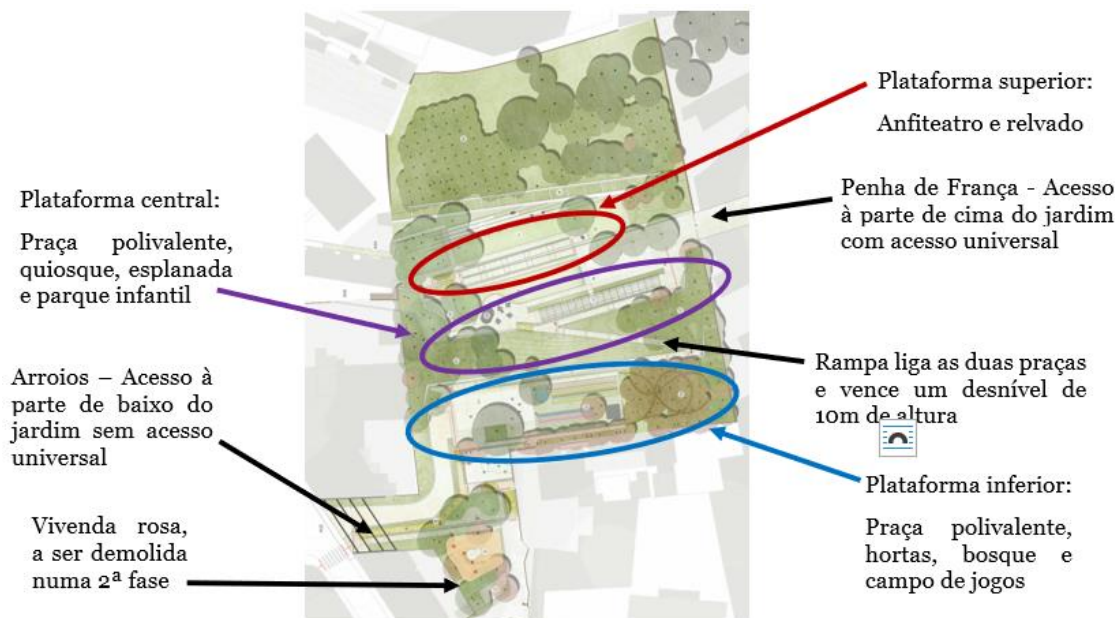 Plataforma superior:
Anfiteatro e relvado
Penha de França - Acesso
à parte de cima do jardim
com acesso universal
Plataforma central:
Praça polivalente,
quiosque, esplanada
e parque infantil
Rampa liga as duas praças
e vence um desnível de
10m de altura
Arroios – Acesso à
parte de baixo do
jardim sem acesso
universal
Plataforma inferior:
Praça polivalente,
hortas, bosque e
campo de jogos
Vivenda rosa,
a ser demolida
numa 2ª fase